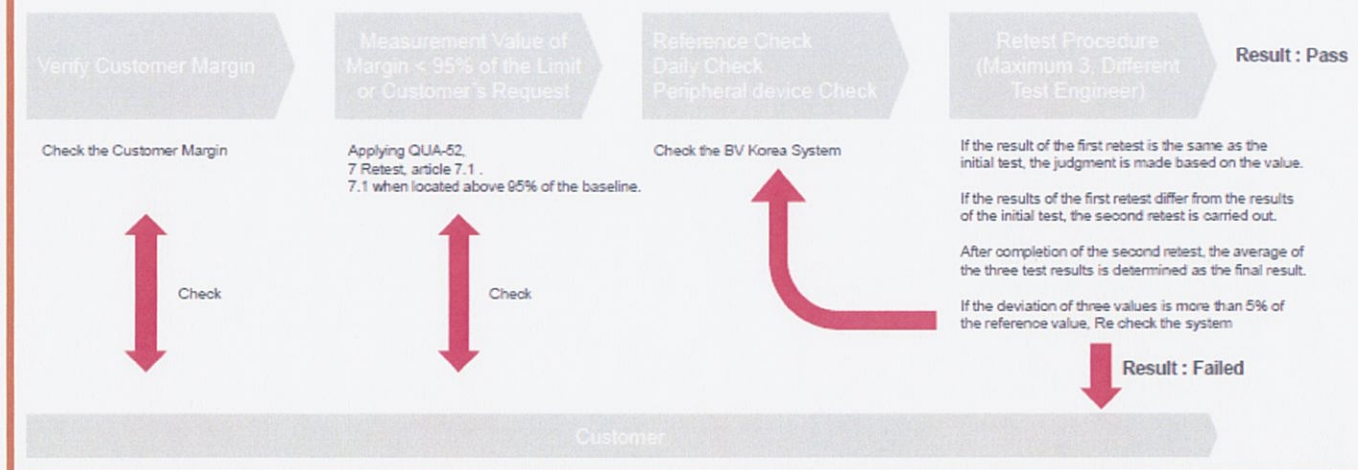 Verify Customer Margin
Measurement Value of
Margin < 95% of the Limit
or Customer's Request
Reference Check
Daily Check
Peripheral device Check
Retest Procedure
(Maximum 3, Different
Test Engineer)
Result : Pass
Check the Customer Margin
Applying QUA-52,
7 Retest, article 7.1 .
7.1 when located above 95% of the baseline.
Check the BV Korea System
If the result of the first retest is the same as the
initial test, the judgment is made based on the value.
If the results of the first retest differ from the results
of the initial test, the second retest is carried out.
After completion of the second retest, the average of
the three test results is determined as the final result.
If the deviation of three values is more than 5% of
the reference value, Re check the system
Check
Check
Result : Failed
Customer